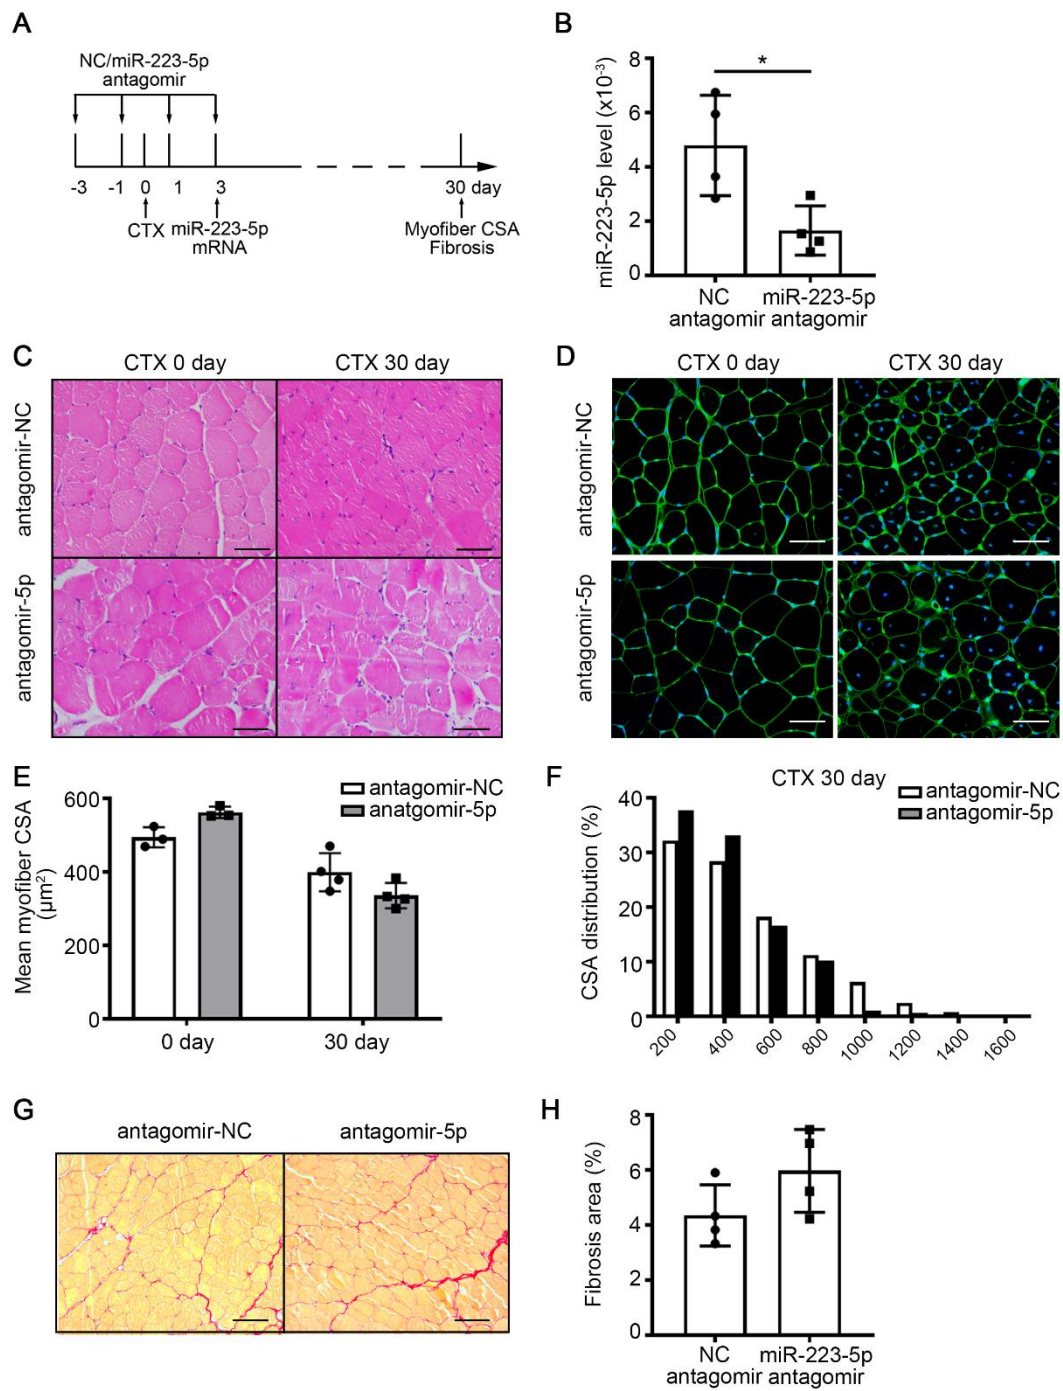 A
NC/miR-223-5p
antagomir
-3 -1 0 1 3 30 day
CTX miR-223-5p
mRNA
Myofiber CSA
Fibrosis
B
miR-223-5p level (x10⁻³)
8
6
4
2
0
*
NC
antagomir
miR-223-5p
antagomir
C
CTX 0 day CTX 30 day
antagomir-NC
antagomir-5p
D
CTX 0 day CTX 30 day
antagomir-NC
antagomir-5p
E
Mean myofiber CSA
(µm²)
600
400
200
0
antagomir-NC
anatgomir-5p
0 day 30 day
F
CTX 30 day
antagomir-NC
antagomir-5p
CSA distribution (%)
40
30
20
10
0
200 400 600 800 1000 1200 1400 1600
G
antagomir-NC antagomir-5p
H
Fibrosis area (%)
8
6
4
2
0
NC
antagomir
miR-223-5p
antagomir